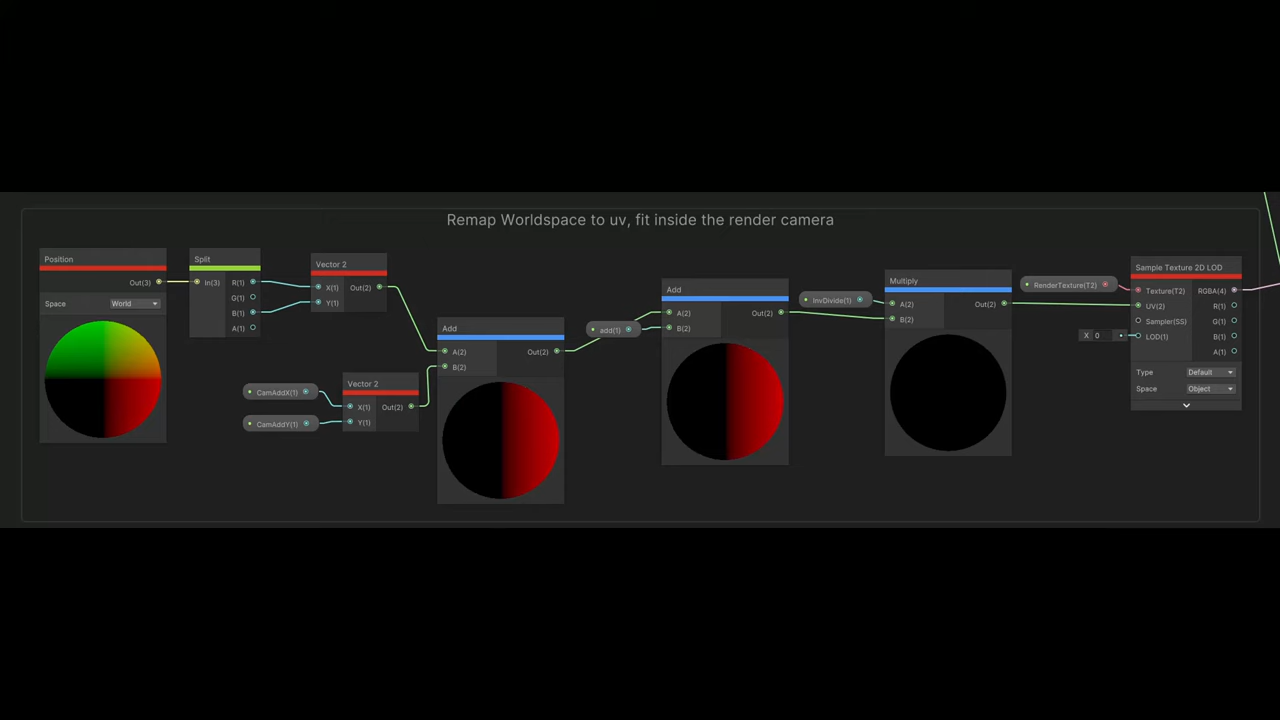 Remap Worldspace to uv, fit inside the render camera
Position
Out(3)
Space
World
Split
In(3)
R(1)
G(1)
B(1)
A(1)
Vector 2
X(1)
Y(1)
Out(2)
CamAddX(1)
CamAddY(1)
Vector 2
X(1)
Y(1)
Out(2)
Add
A(2)
B(2)
Out(2)
add(1)
Add
A(2)
B(2)
Out(2)
InvDivide(1)
Multiply
A(2)
B(2)
Out(2)
RenderTexture(T2)
X 0
Sample Texture 2D LOD
Texture(T2)
RGBA(4)
UV(2)
R(1)
Sampler(SS)
G(1)
LOD(1)
B(1)
A(1)
Type
Default
Space
Object